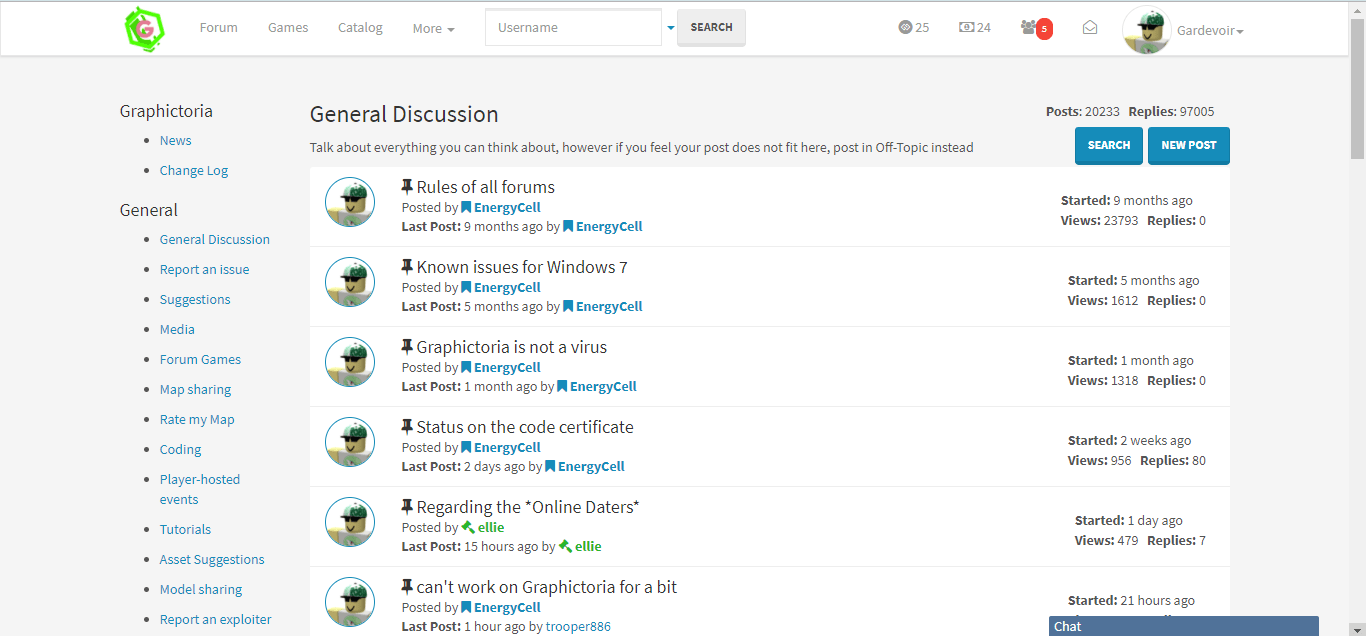 Forum Games Catalog More Username SEARCH 25 24 5 Gardevoir
Graphictoria
News
Change Log
General
General Discussion
Report an issue
Suggestions
Media
Forum Games
Map sharing
Rate my Map
Coding
Player-hosted
events
Tutorials
Asset Suggestions
Model sharing
Report an exploiter
General Discussion
Posts: 20233 Replies: 97005
Talk about everything you can think about, however if you feel your post does not fit here, post in Off-Topic instead
SEARCH NEW POST
Rules of all forums
Posted by EnergyCell
Last Post: 9 months ago by EnergyCell
Started: 9 months ago
Views: 23793 Replies: 0
Known issues for Windows 7
Posted by EnergyCell
Last Post: 5 months ago by EnergyCell
Started: 5 months ago
Views: 1612 Replies: 0
Graphictoria is not a virus
Posted by EnergyCell
Last Post: 1 month ago by EnergyCell
Started: 1 month ago
Views: 1318 Replies: 0
Status on the code certificate
Posted by EnergyCell
Last Post: 2 days ago by EnergyCell
Started: 2 weeks ago
Views: 956 Replies: 80
Regarding the *Online Daters*
Posted by ellie
Last Post: 15 hours ago by ellie
Started: 1 day ago
Views: 479 Replies: 7
can't work on Graphictoria for a bit
Posted by EnergyCell
Last Post: 1 hour ago by trooper886
Started: 21 hours ago
Chat